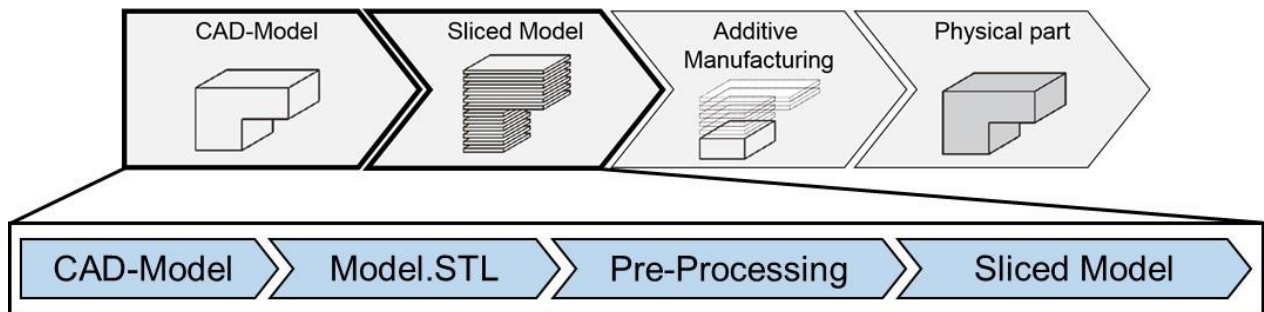 CAD-Model
Sliced Model
Additive
Manufacturing
Physical part
CAD-Model
Model.STL
Pre-Processing
Sliced Model